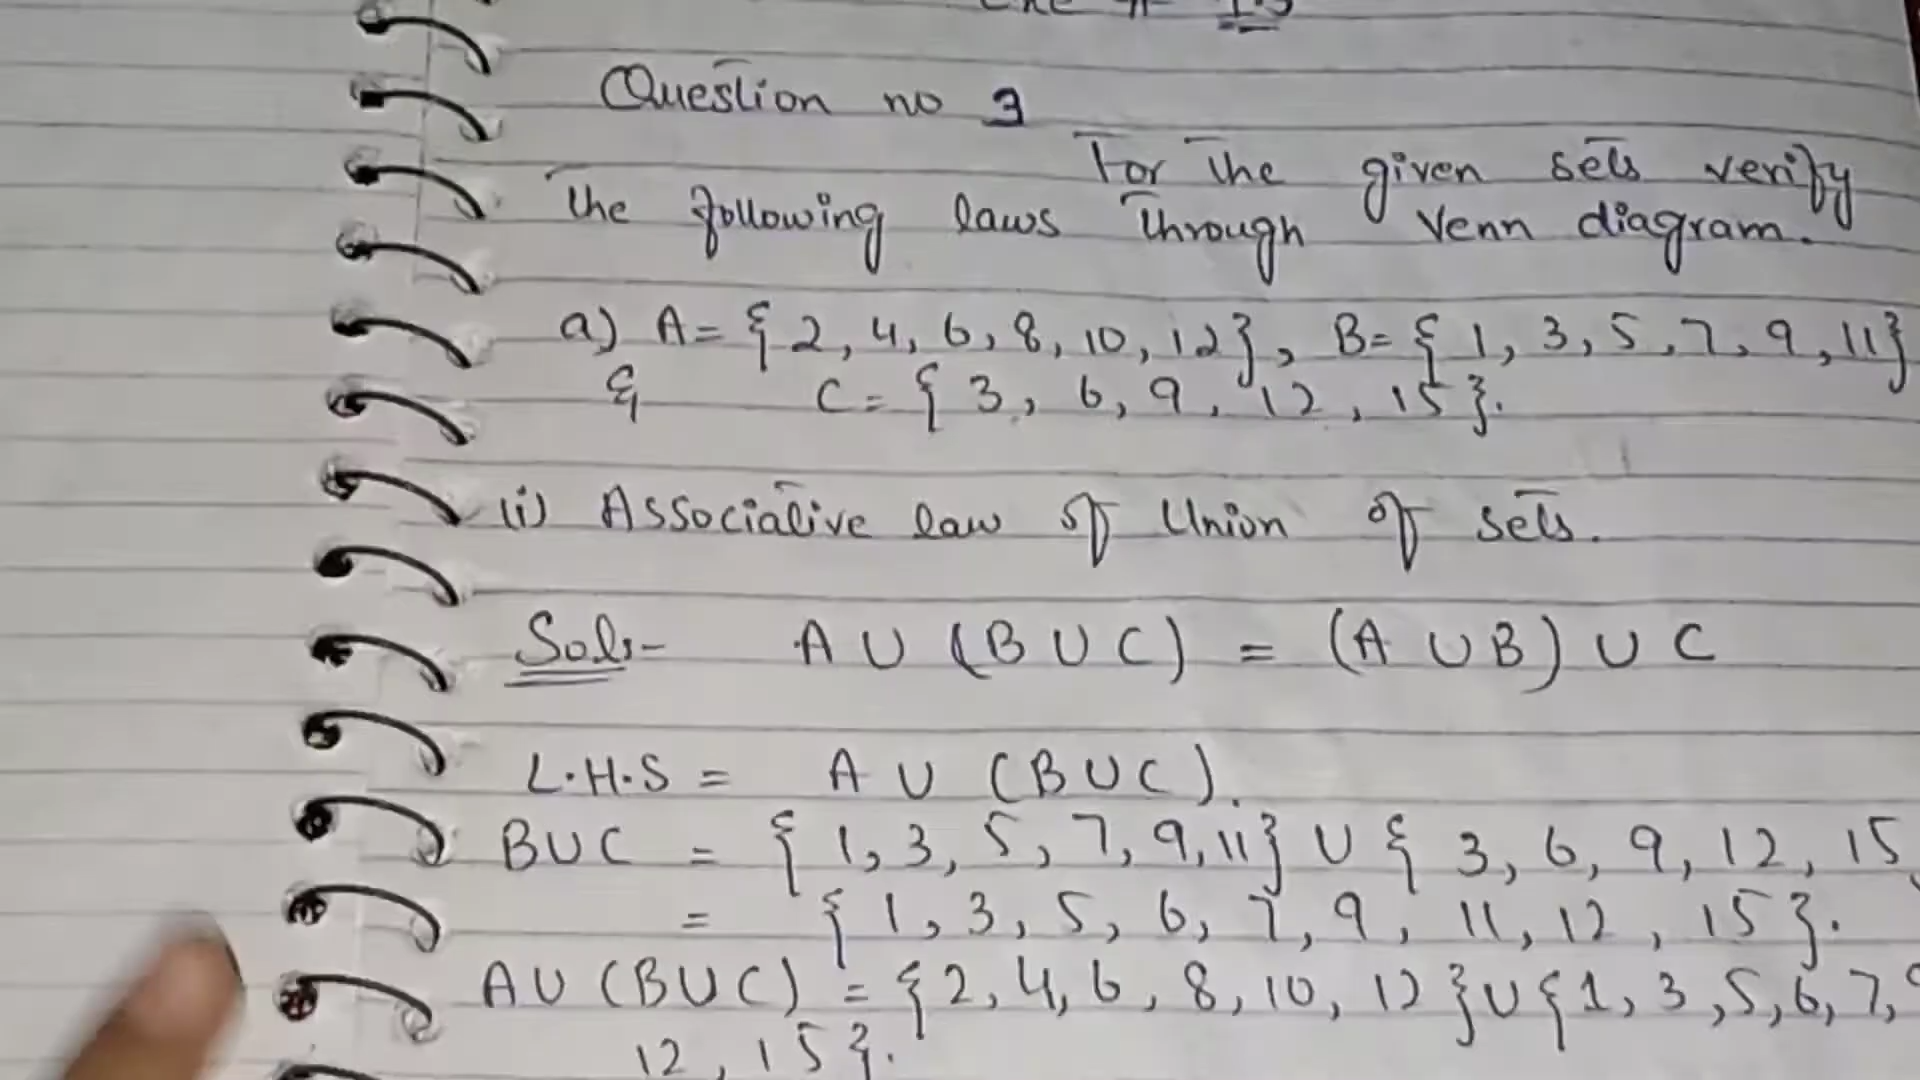 1.3
Question no 3
For the given sets verify
the following laws through Venn diagram.
a) A= {2, 4, 6, 8, 10, 12}, B= {1, 3, 5, 7, 9, 11}
& C= {3, 6, 9, 12, 15}.
(i) Associative law of Union of sets.
Sol:- A ∪ (B ∪ C) = (A ∪ B) ∪ C
L.H.S = A ∪ (B ∪ C).
B ∪ C = {1, 3, 5, 7, 9, 11} ∪ {3, 6, 9, 12, 15
= {1, 3, 5, 6, 7, 9, 11, 12, 15}.
A ∪ (B ∪ C) = {2, 4, 6, 8, 10, 12} ∪ {1, 3, 5, 6, 7,
12, 15}.